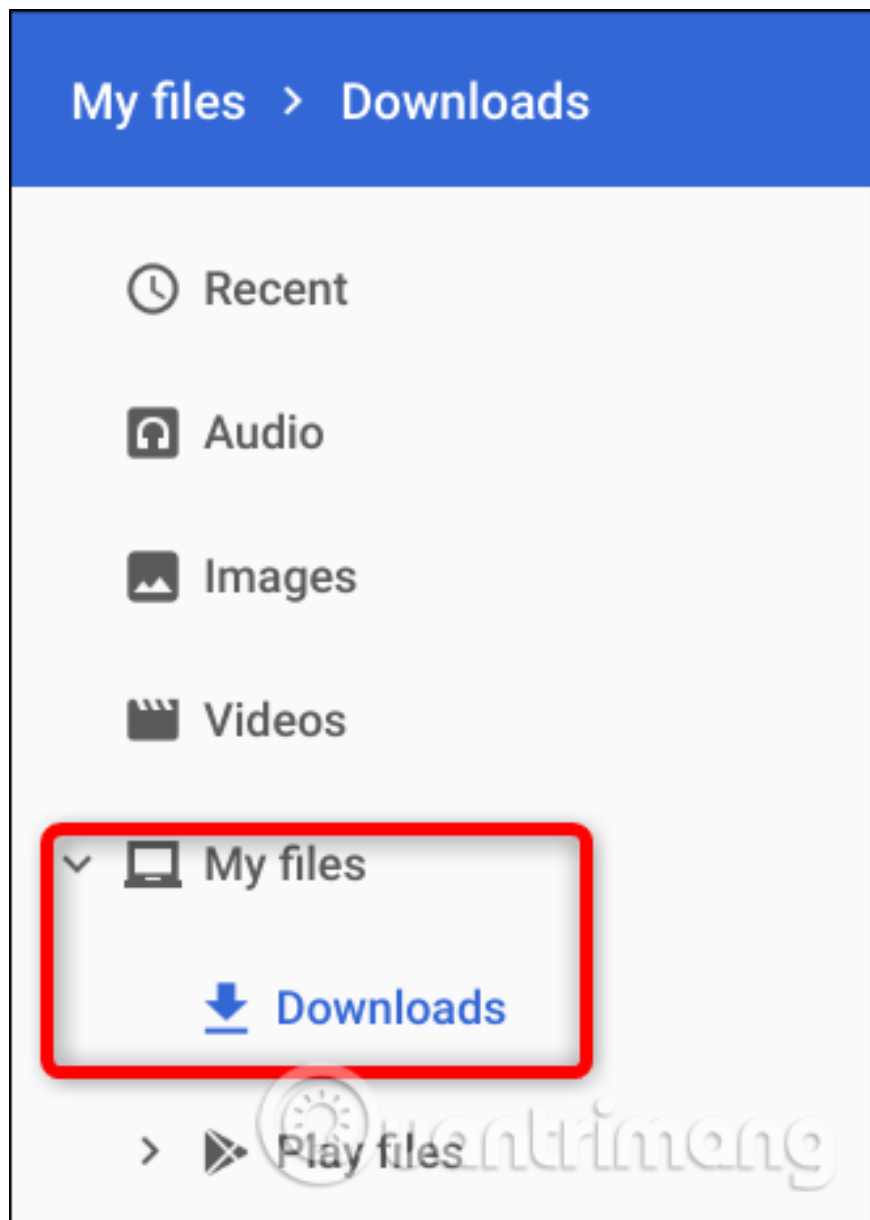 My files > Downloads
Recent
Audio
Images
Videos
My files
Downloads
Play files
Quantrimang